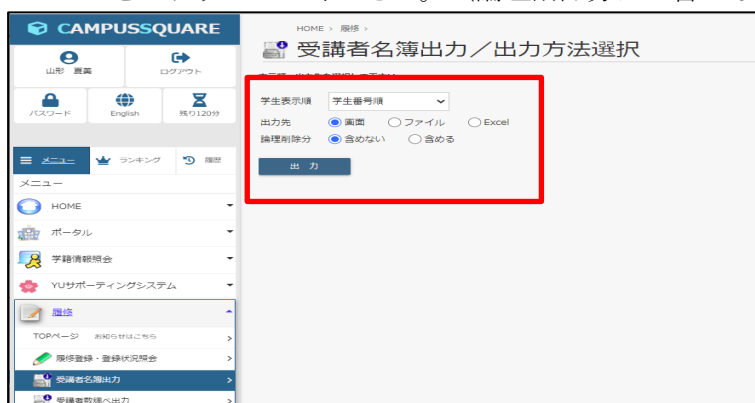 CAMPUSSQUARE
山形
ログアウト
パスワード
English
残り120分
メニュー
ランキング
履歴
メニュー
HOME
ポータル
学籍情報照会
YUサポーティングシステム
履修
TOPページ お知らせはこちら
履修登録・登録状況照会
受講者名簿出力
受講者数調べ出力
HOME > 履修 >
受講者名簿出力/出力方法選択
学生表示順 学生番号順
出力先 画面 ファイル Excel
論理削除分 含めない 含める
出 力